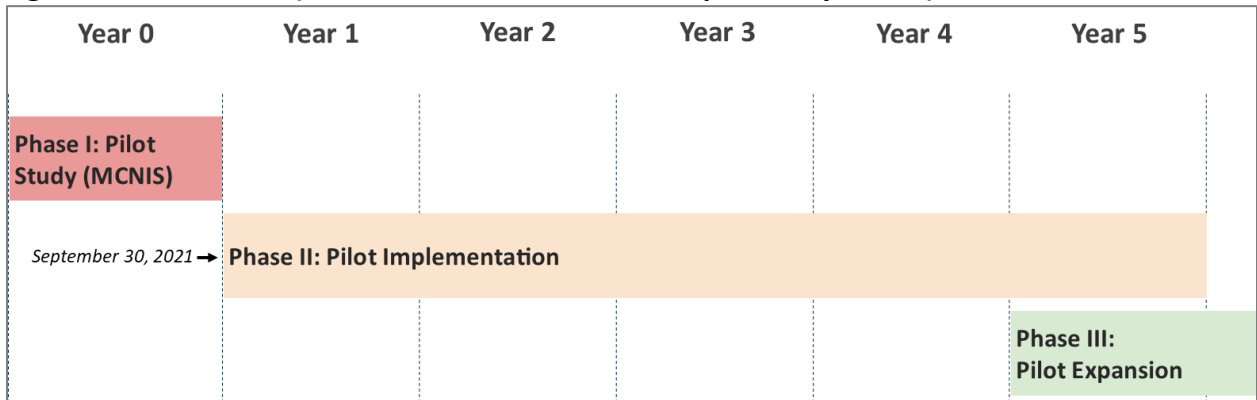 Year 0 Year 1 Year 2 Year 3 Year 4 Year 5
Phase I: Pilot
Study (MCNIS)
September 30, 2021
Phase II: Pilot Implementation
Phase III:
Pilot Expansion